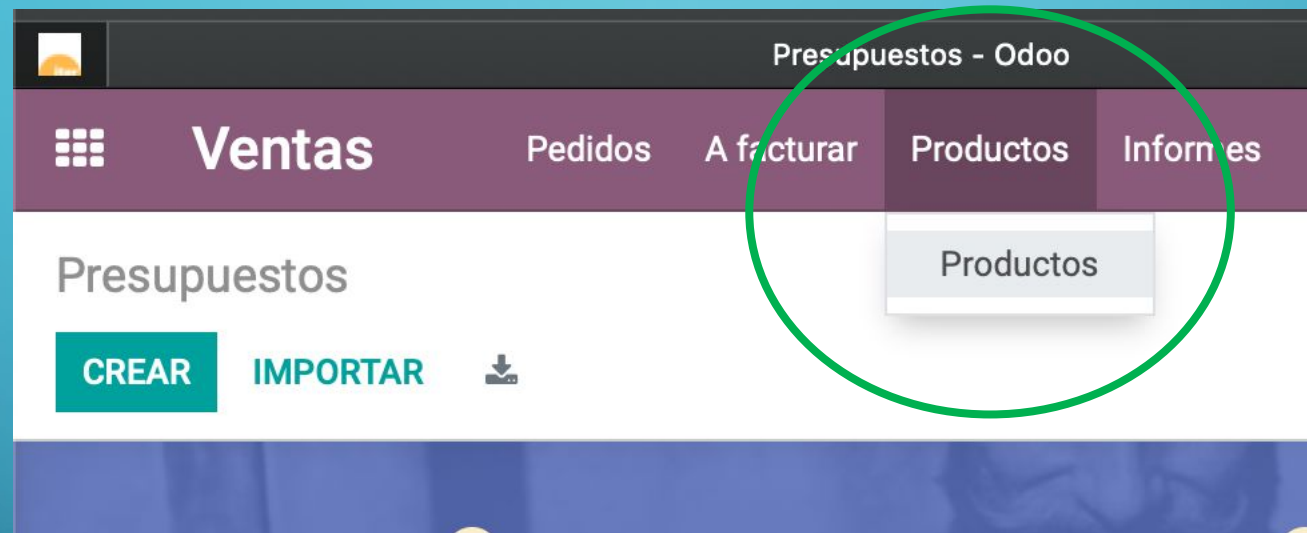 Presupuestos - Odoo
Ventas Pedidos A facturar Productos Informes
Productos
Presupuestos
CREAR IMPORTAR